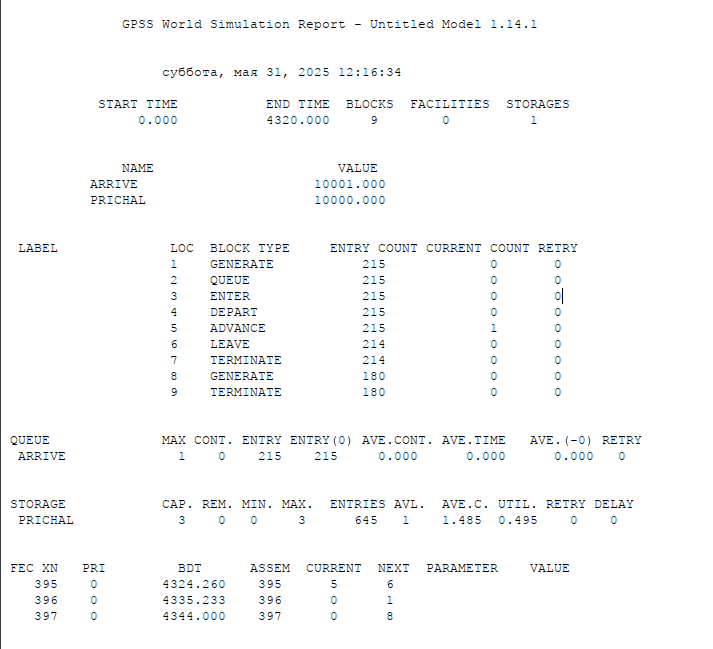 GPSS World Simulation Report - Untitled Model 1.14.1
суббота, мая 31, 2025 12:16:34
START TIME END TIME BLOCKS FACILITIES STORAGES
0.000 4320.000 9 0 1
NAME VALUE
ARRIVE 10001.000
PRICHAL 10000.000
LABEL LOC BLOCK TYPE ENTRY COUNT CURRENT COUNT RETRY
1 GENERATE 215 0 0
2 QUEUE 215 0 0
3 ENTER 215 0 0
4 DEPART 215 0 0
5 ADVANCE 215 1 0
6 LEAVE 214 0 0
7 TERMINATE 214 0 0
8 GENERATE 180 0 0
9 TERMINATE 180 0 0
QUEUE MAX CONT. ENTRY ENTRY(0) AVE.CONT. AVE.TIME AVE.(-0) RETRY
ARRIVE 1 0 215 215 0.000 0.000 0.000 0
STORAGE CAP. REM. MIN. MAX. ENTRIES AVL. AVE.C. UTIL. RETRY DELAY
PRICHAL 3 0 0 3 645 1 1.485 0.495 0 0
FEC XN PRI BDT ASSEM CURRENT NEXT PARAMETER VALUE
395 0 4324.260 395 5 6
396 0 4335.233 396 0 1
397 0 4344.000 397 0 8